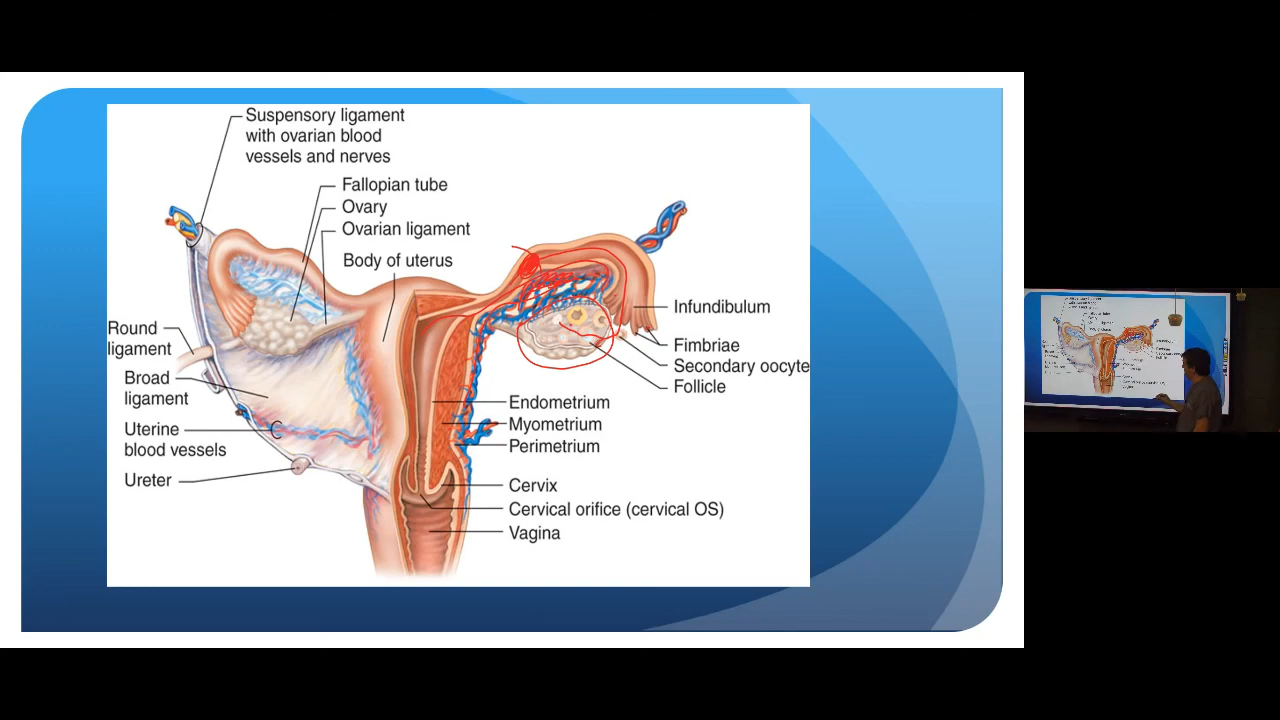 Suspensory ligament
with ovarian blood
vessels and nerves
Fallopian tube
Ovary
Ovarian ligament
Body of uterus
Round
ligament
Broad
ligament
Uterine
blood vessels
Ureter
Infundibulum
Fimbriae
Secondary oocyte
Follicle
Endometrium
Myometrium
Perimetrium
Cervix
Cervical orifice (cervical OS)
Vagina